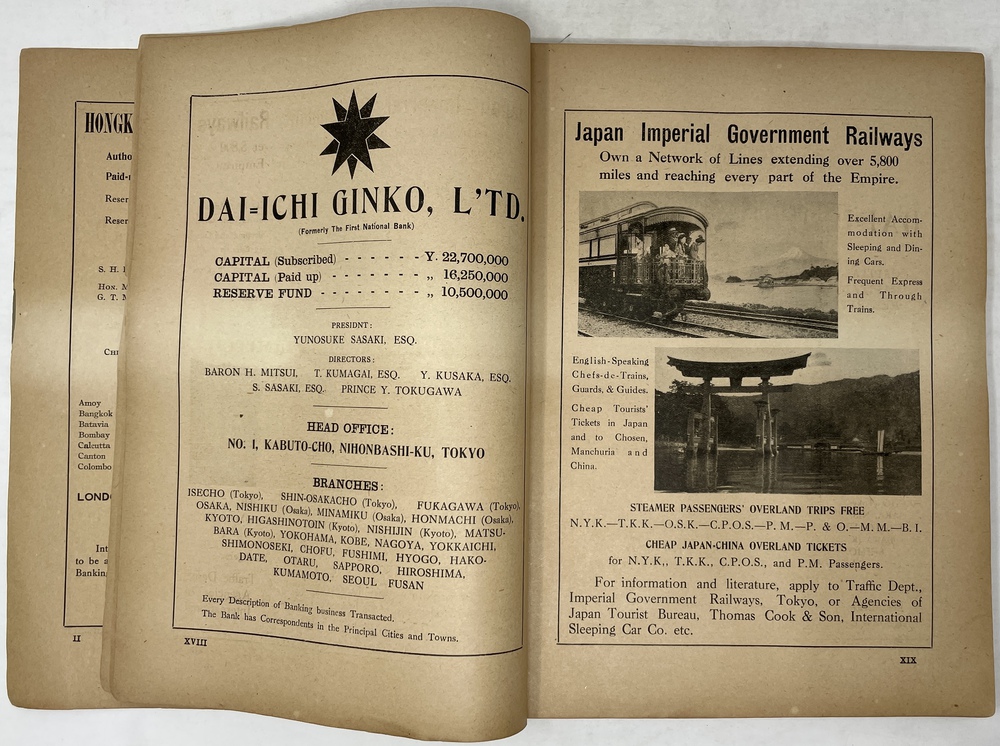 HONGK
Autho
Paid-
Reser
Reser
S. H.
Hon. M
G. T. M
Amoy
Bangkok
Batavia
Bombay
Calcutta
Canton
Colombo
LOND
Int
to be a
Banking
II
DAI=ICHI GINKO, L'TD.
(Formerly The First National Bank)
CAPITAL (Subscribed) - - - - - - Y. 22,700,000
CAPITAL (Paid up) - - - - - - - „ 16,250,000
RESERVE FUND - - - - - - - - „ 10,500,000
PRESIDNT:
YUNOSUKE SASAKI, ESQ.
DIRECTORS:
BARON H. MITSUI, T. KUMAGAI, ESQ. Y. KUSAKA, ESQ.
S. SASAKI, ESQ. PRINCE Y. TOKUGAWA
HEAD OFFICE:
NO. 1, KABUTO-CHO, NIHONBASHI-KU, TOKYO
BRANCHES:
ISECHO (Tokyo), SHIN-OSAKACHO (Tokyo), FUKAGAWA (Tokyo),
OSAKA, NISHIKU (Osaka), MINAMIKU (Osaka), HONMACHI (Osaka),
KYOTO, HIGASHINOTOIN (Kyoto), NISHIJIN (Kyoto), MATSU-
BARA (Kyoto), YOKOHAMA, KOBE, NAGOYA, YOKKAICHI,
SHIMONOSEKI, CHOFU, FUSHIMI, HYOGO, HAKO-
DATE, OTARU, SAPPORO, HIROSHIMA,
KUMAMOTO, SEOUL FUSAN
Every Description of Banking business Transacted.
The Bank has Correspondents in the Principal Cities and Towns.
XVIII
Japan Imperial Government Railways
Own a Network of Lines extending over 5,800
miles and reaching every part of the Empire.
Excellent Accom-
modation with
Sleeping and Din-
ing Cars.
Frequent Express
and Through
Trains.
English-Speaking
Chefs-de-Trains,
Guards, & Guides.
Cheap Tourists'
Tickets in Japan
and to Chosen,
Manchuria and
China.
STEAMER PASSENGERS' OVERLAND TRIPS FREE
N.Y.K.—T.K.K.—O.S.K.—C.P.O.S.—P. M.—P. & O.—M. M.—B. I.
CHEAP JAPAN-CHINA OVERLAND TICKETS
for N.Y.K., T.K.K., C.P.O.S., and P.M. Passengers.
For information and literature, apply to Traffic Dept.,
Imperial Government Railways, Tokyo, or Agencies of
Japan Tourist Bureau, Thomas Cook & Son, International
Sleeping Car Co. etc.
XIX